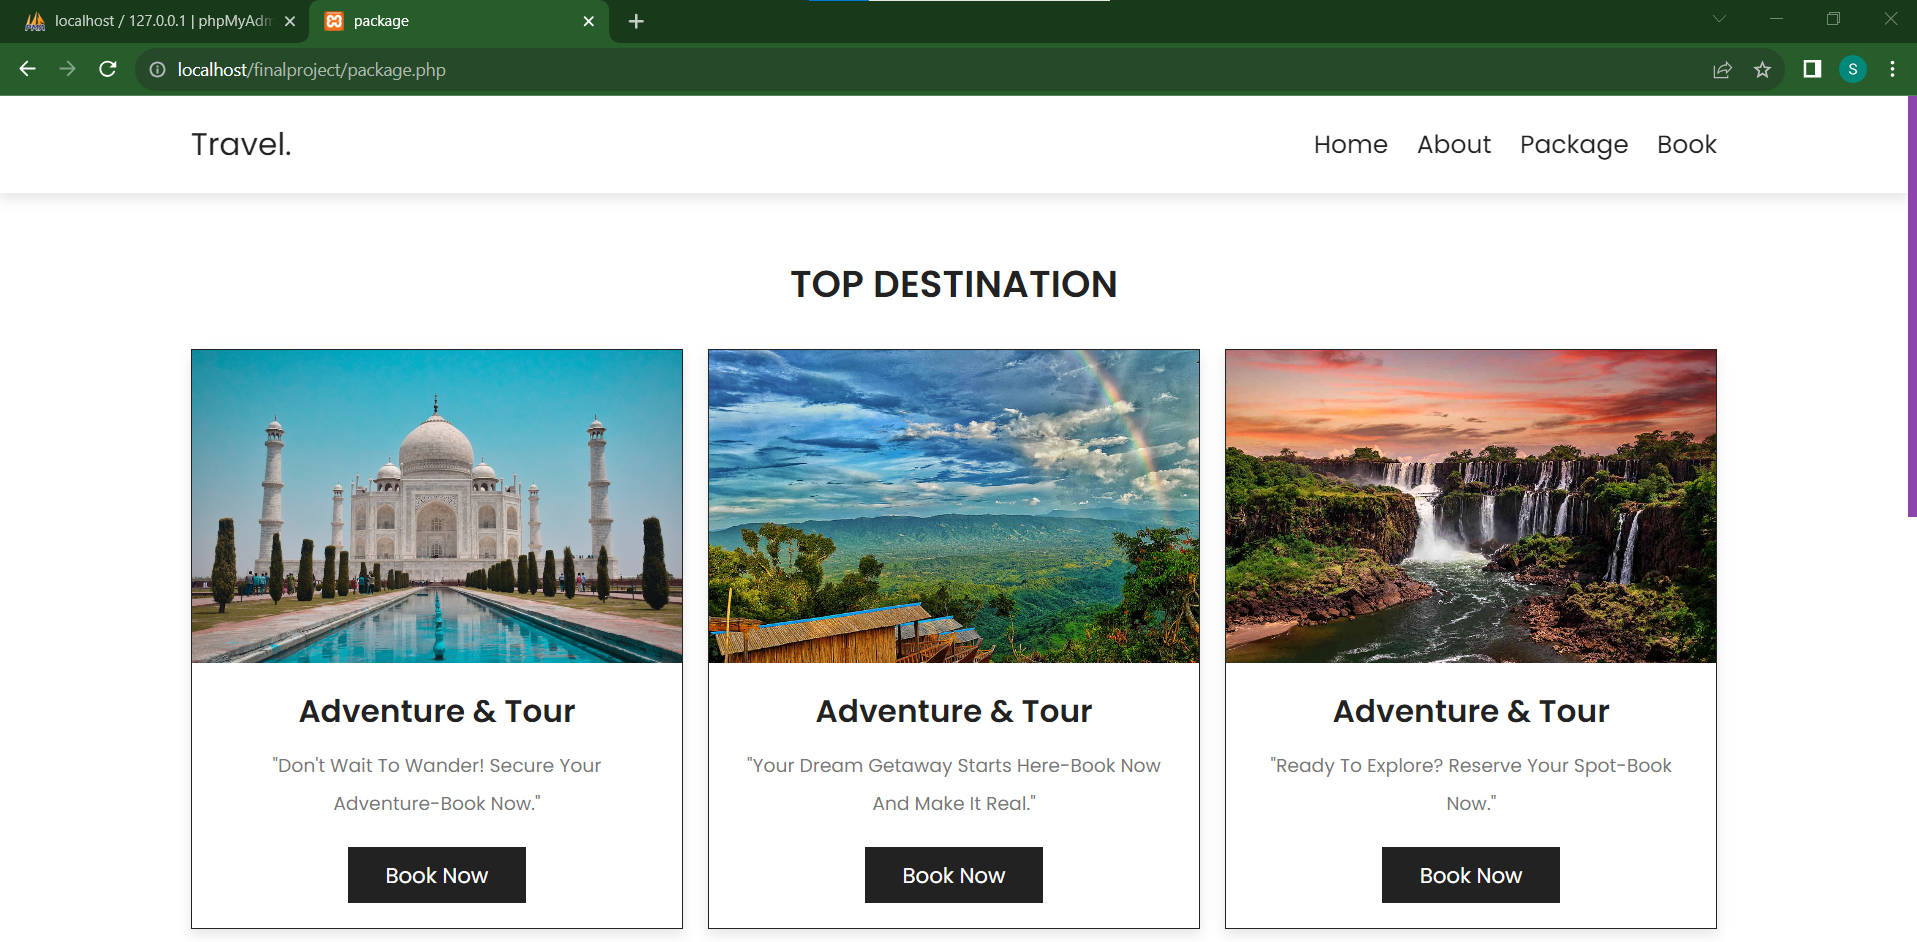 localhost / 127.0.0.1 | phpMyAdm
package
localhost/finalproject/package.php
S
Travel.
Home About Package Book
TOP DESTINATION
Adventure & Tour
"Don't Wait To Wander! Secure Your
Adventure-Book Now."
Book Now
Adventure & Tour
"Your Dream Getaway Starts Here-Book Now
And Make It Real."
Book Now
Adventure & Tour
"Ready To Explore? Reserve Your Spot-Book
Now."
Book Now